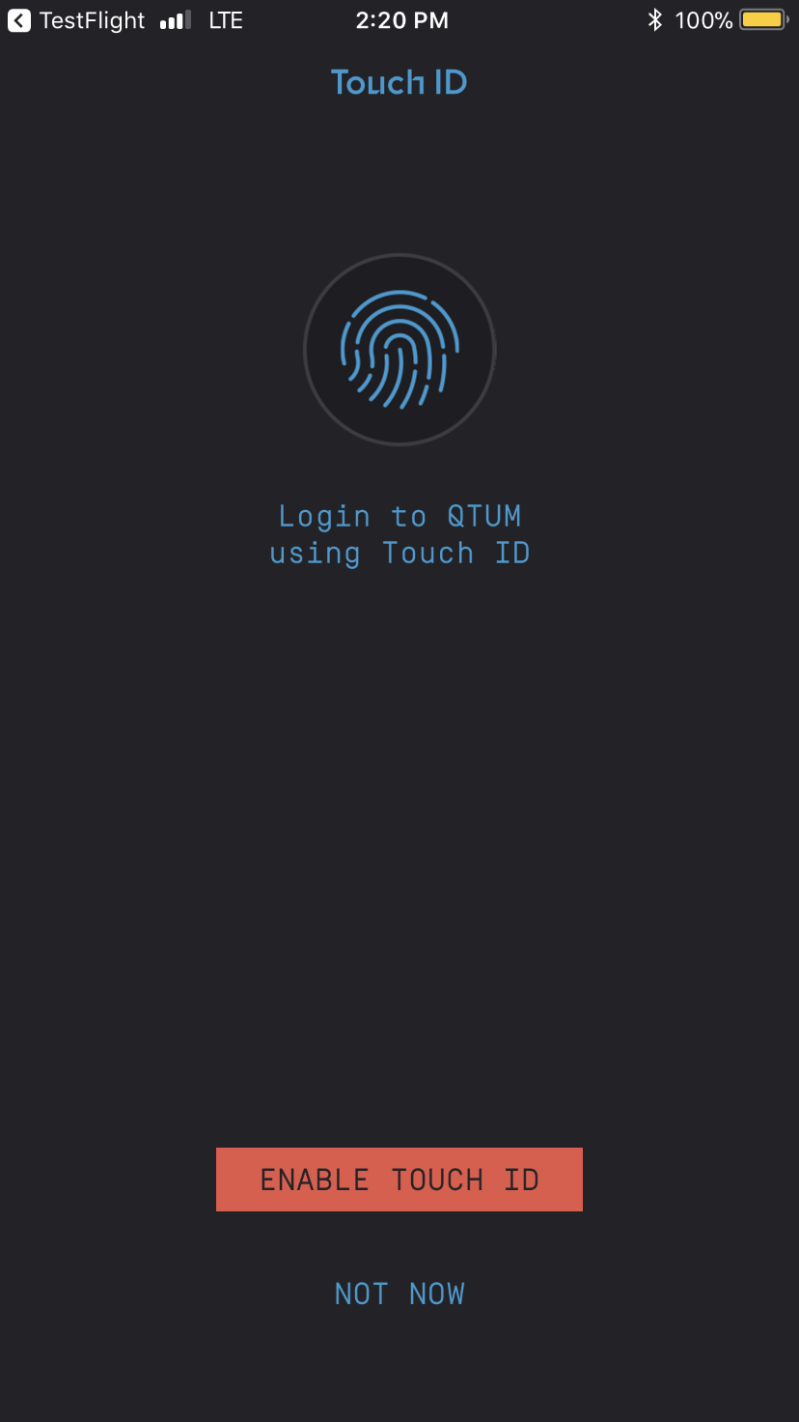 TestFlight LTE 2:20 PM 100%
Touch ID
Login to QTUM
using Touch ID
ENABLE TOUCH ID
NOT NOW